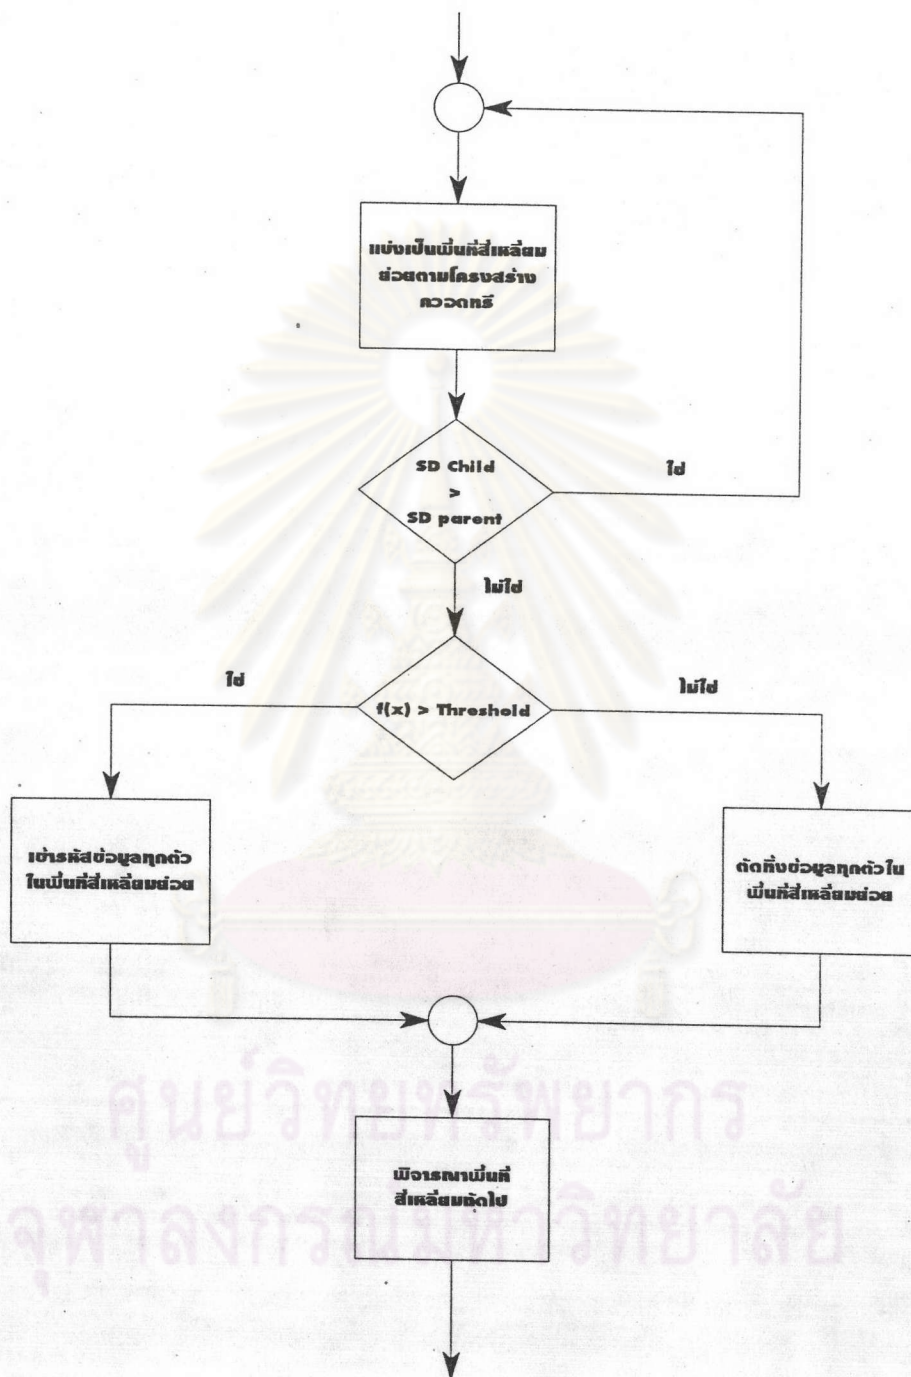 แบ่งเป็นพื้นที่สี่เหลี่ยม
ย่อยตามโครงสร้าง
ควอดทรี
SD Child
>
SD parent
ใช่
ไม่ใช่
f(x) > Threshold
ใช่
ไม่ใช่
เข้ารหัสข้อมูลทุกตัว
ในพื้นที่สี่เหลี่ยมย่อย
ตัดทิ้งข้อมูลทุกตัวใน
พื้นที่สี่เหลี่ยมย่อย
พิจารณาพื้นที่
สี่เหลี่ยมถัดไป
ศูนย์วิทยทรัพยากร
จุฬาลงกรณ์มหาวิทยาลัย